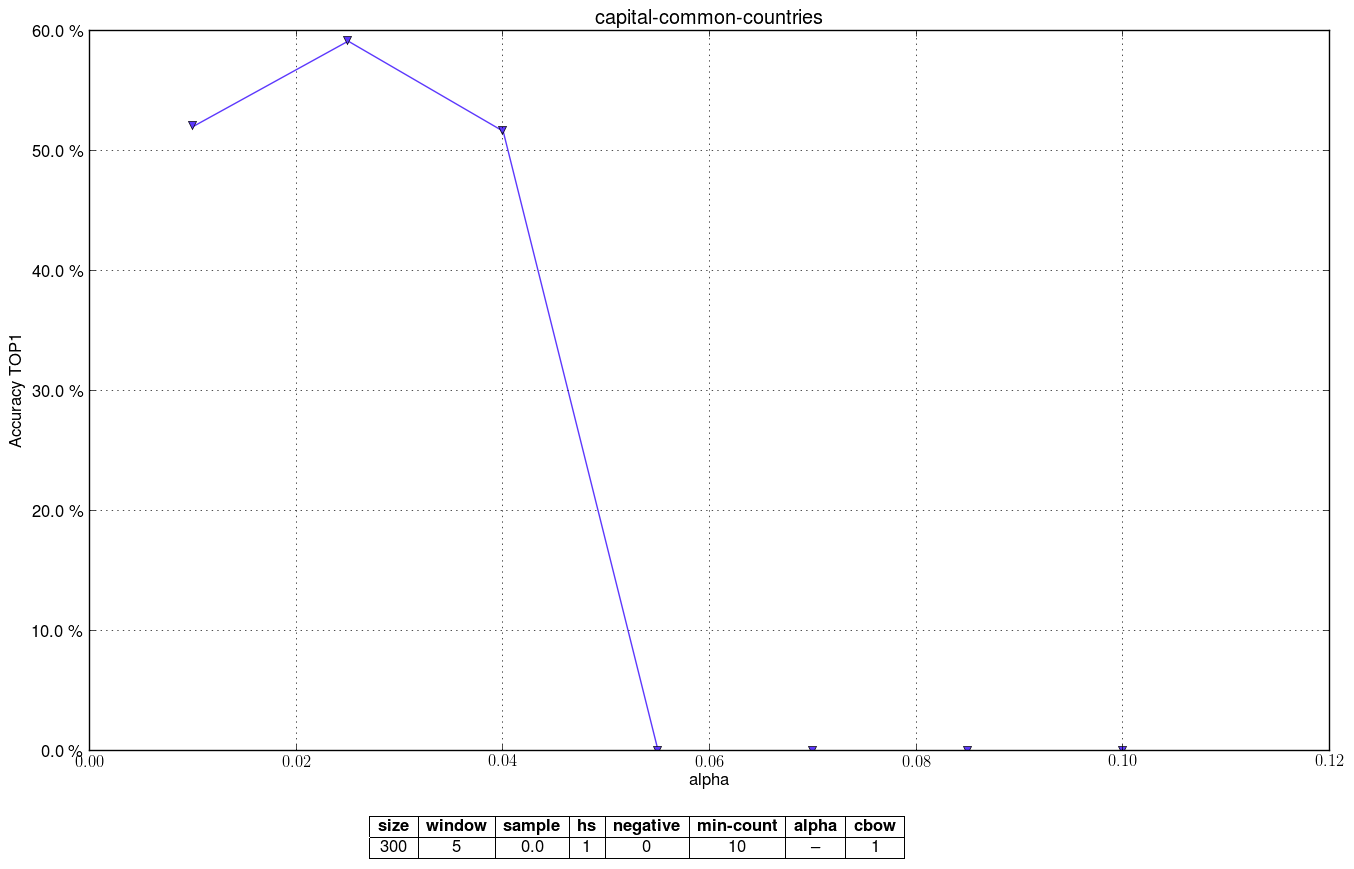 capital-common-countries
60.0 %
50.0 %
40.0 %
30.0 %
20.0 %
10.0 %
0.0 %
Accuracy TOP1
0.00 0.02 0.04 0.06 0.08 0.10 0.12
alpha
size window sample hs negative min-count alpha cbow
300 5 0.0 1 0 10 – 1